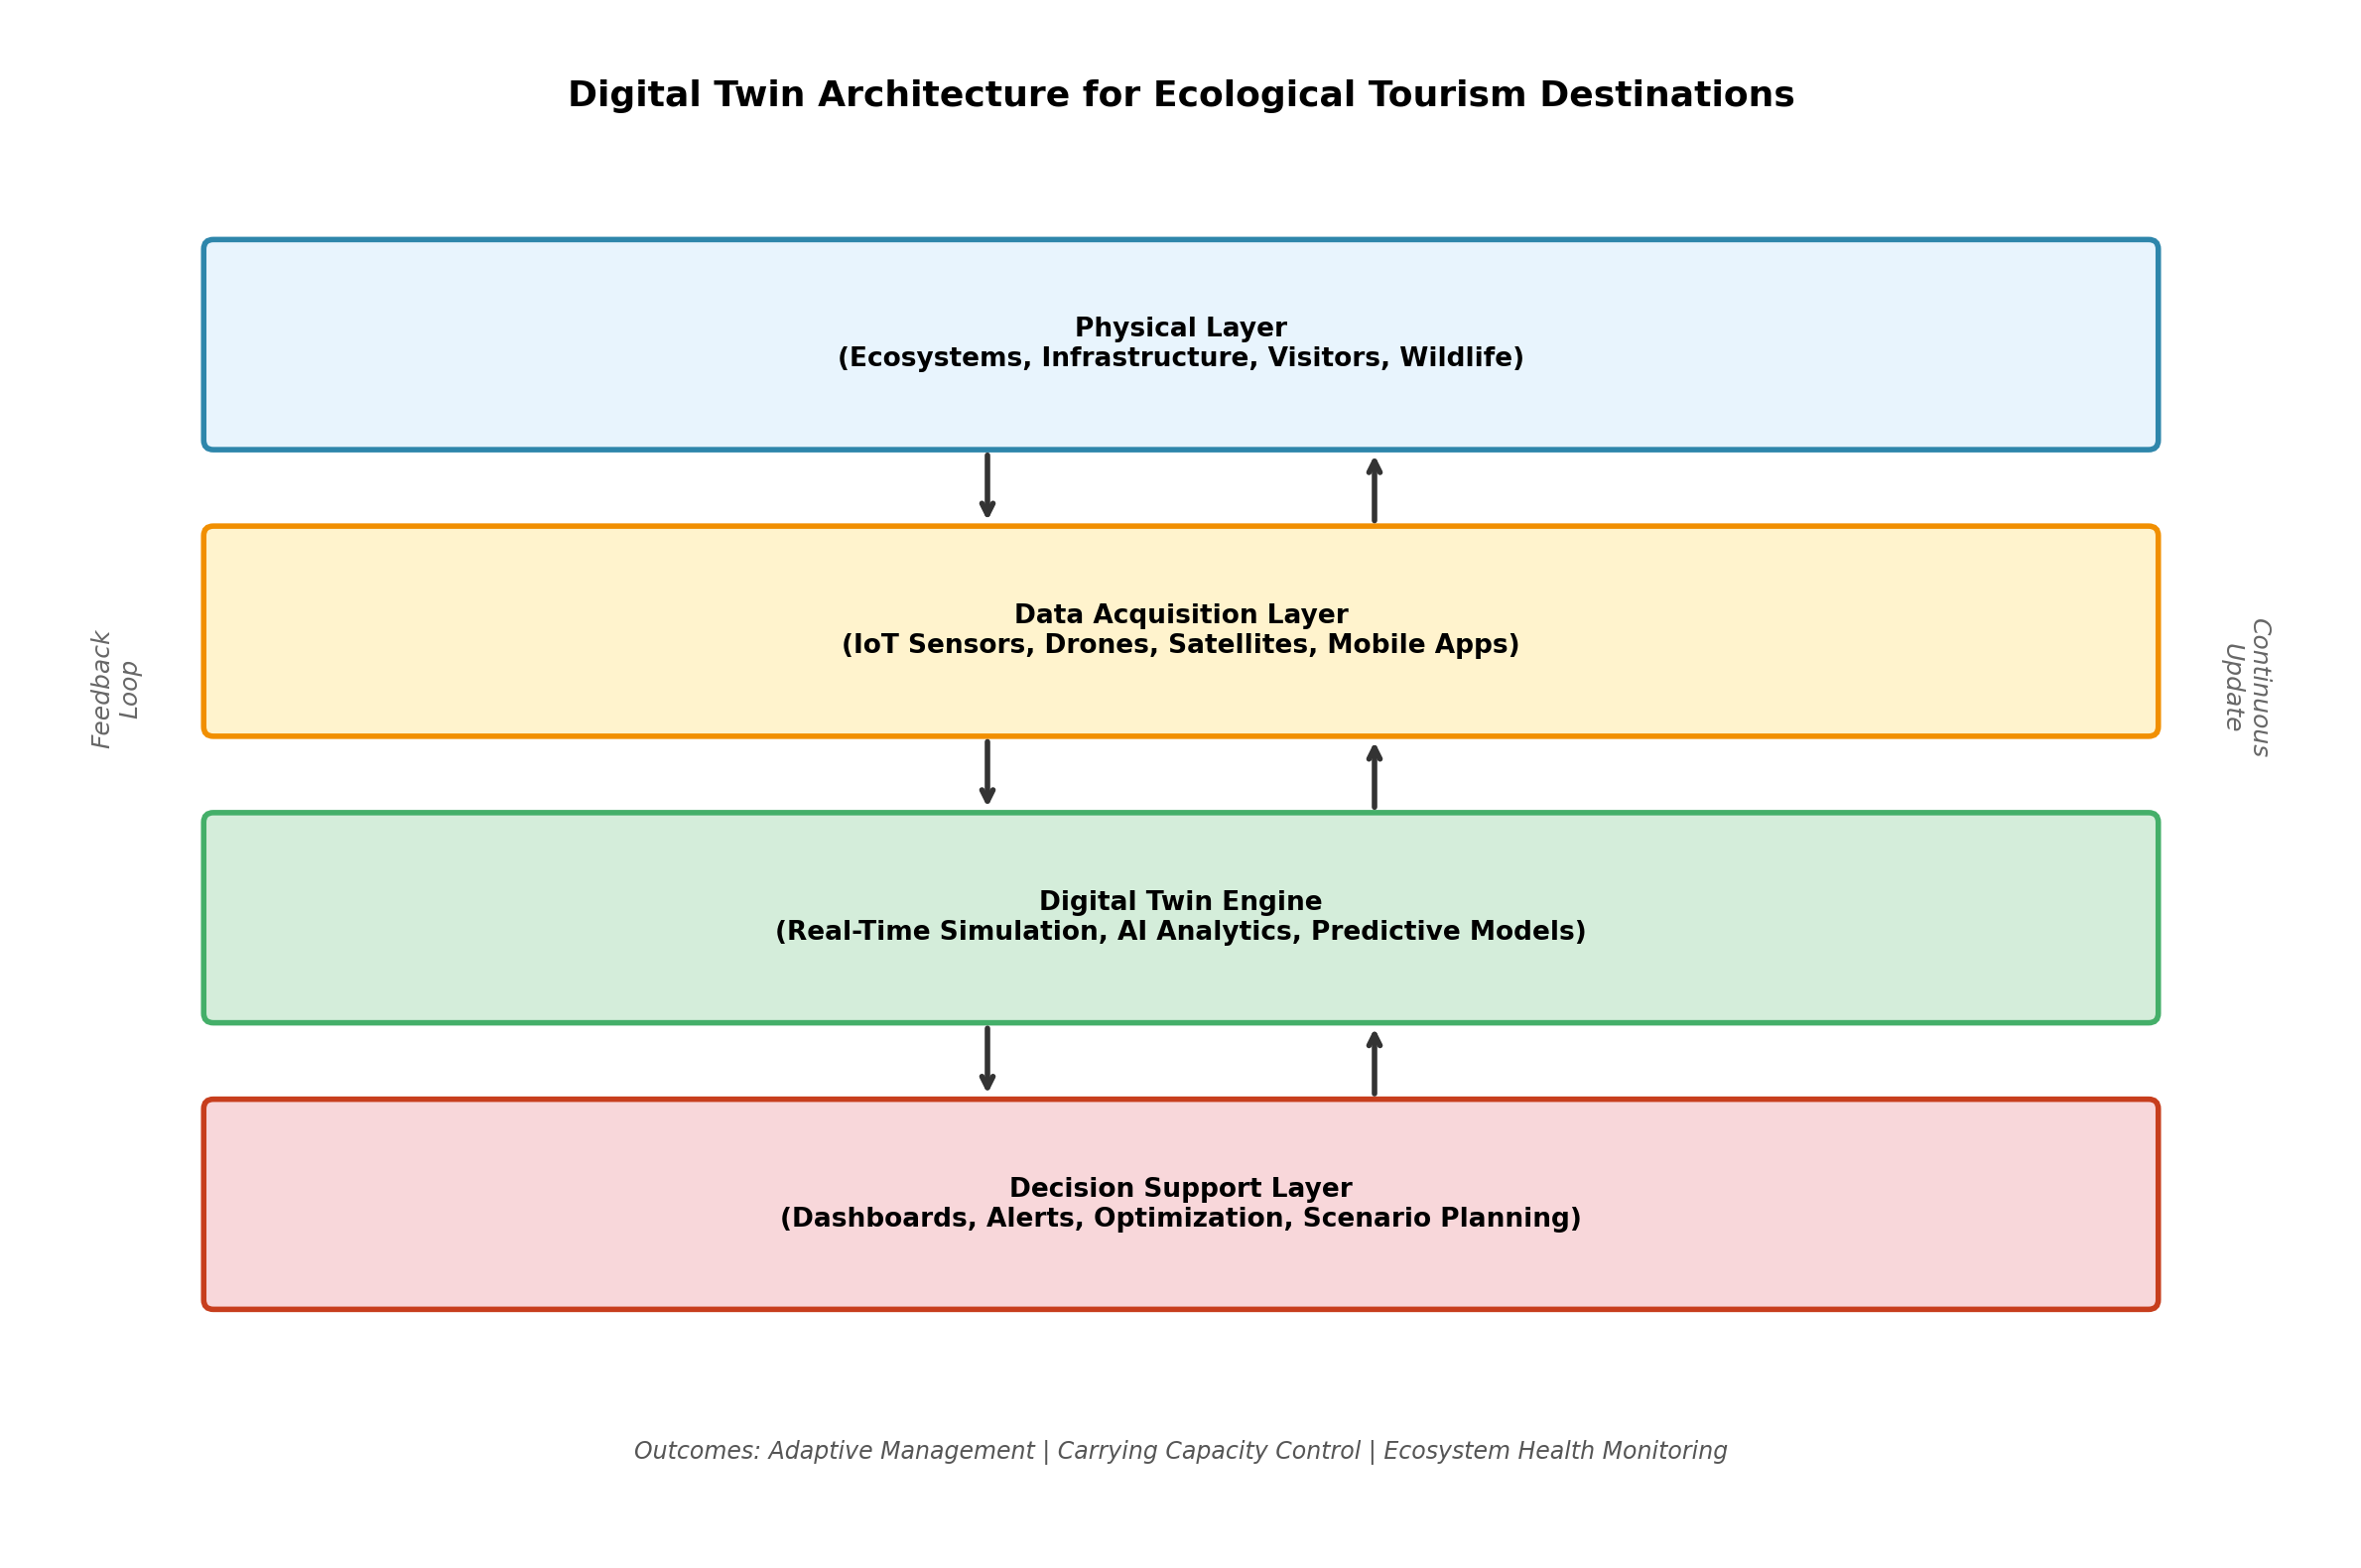 Digital Twin Architecture for Ecological Tourism Destinations
Physical Layer
(Ecosystems, Infrastructure, Visitors, Wildlife)
Data Acquisition Layer
(IoT Sensors, Drones, Satellites, Mobile Apps)
Feedback
Loop
Continuous
Update
Digital Twin Engine
(Real-Time Simulation, AI Analytics, Predictive Models)
Decision Support Layer
(Dashboards, Alerts, Optimization, Scenario Planning)
Outcomes: Adaptive Management | Carrying Capacity Control | Ecosystem Health Monitoring